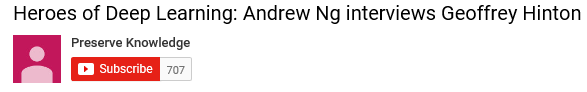 Heroes of Deep Learning: Andrew Ng interviews Geoffrey Hinton
Preserve Knowledge
Subscribe 707